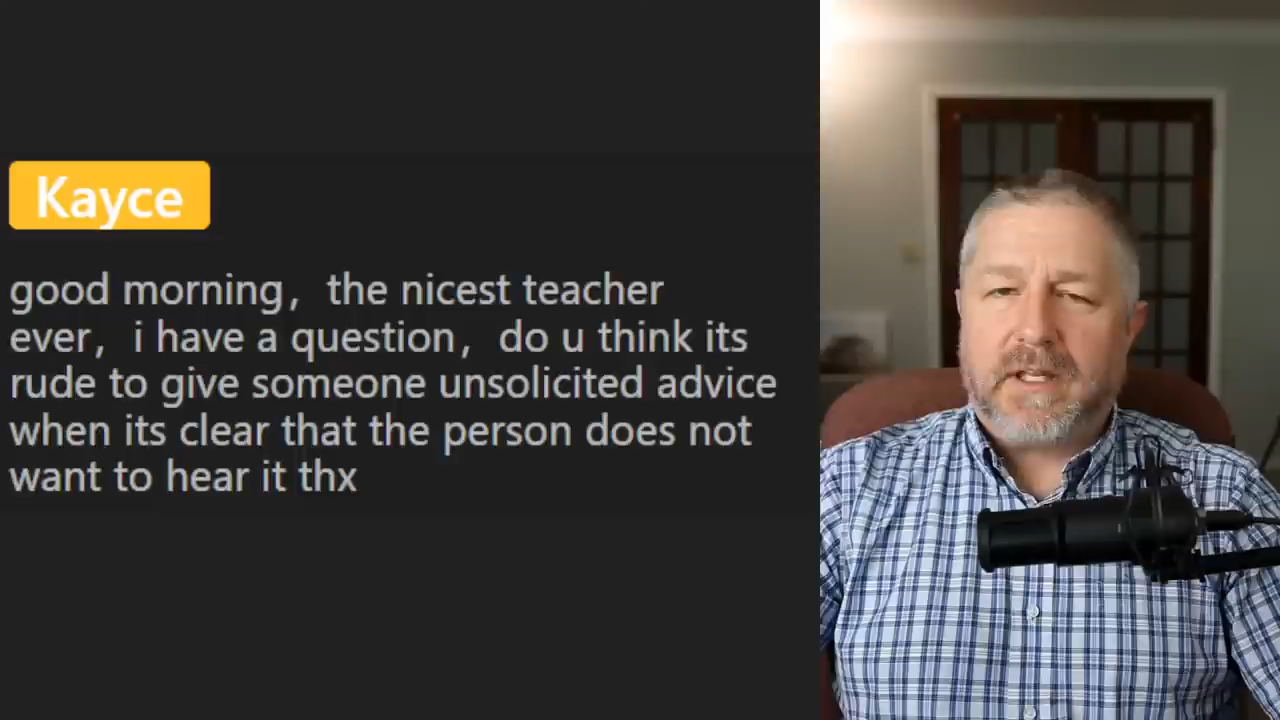 Kayce
good morning，the nicest teacher
ever，i have a question，do u think its
rude to give someone unsolicited advice
when its clear that the person does not
want to hear it thx